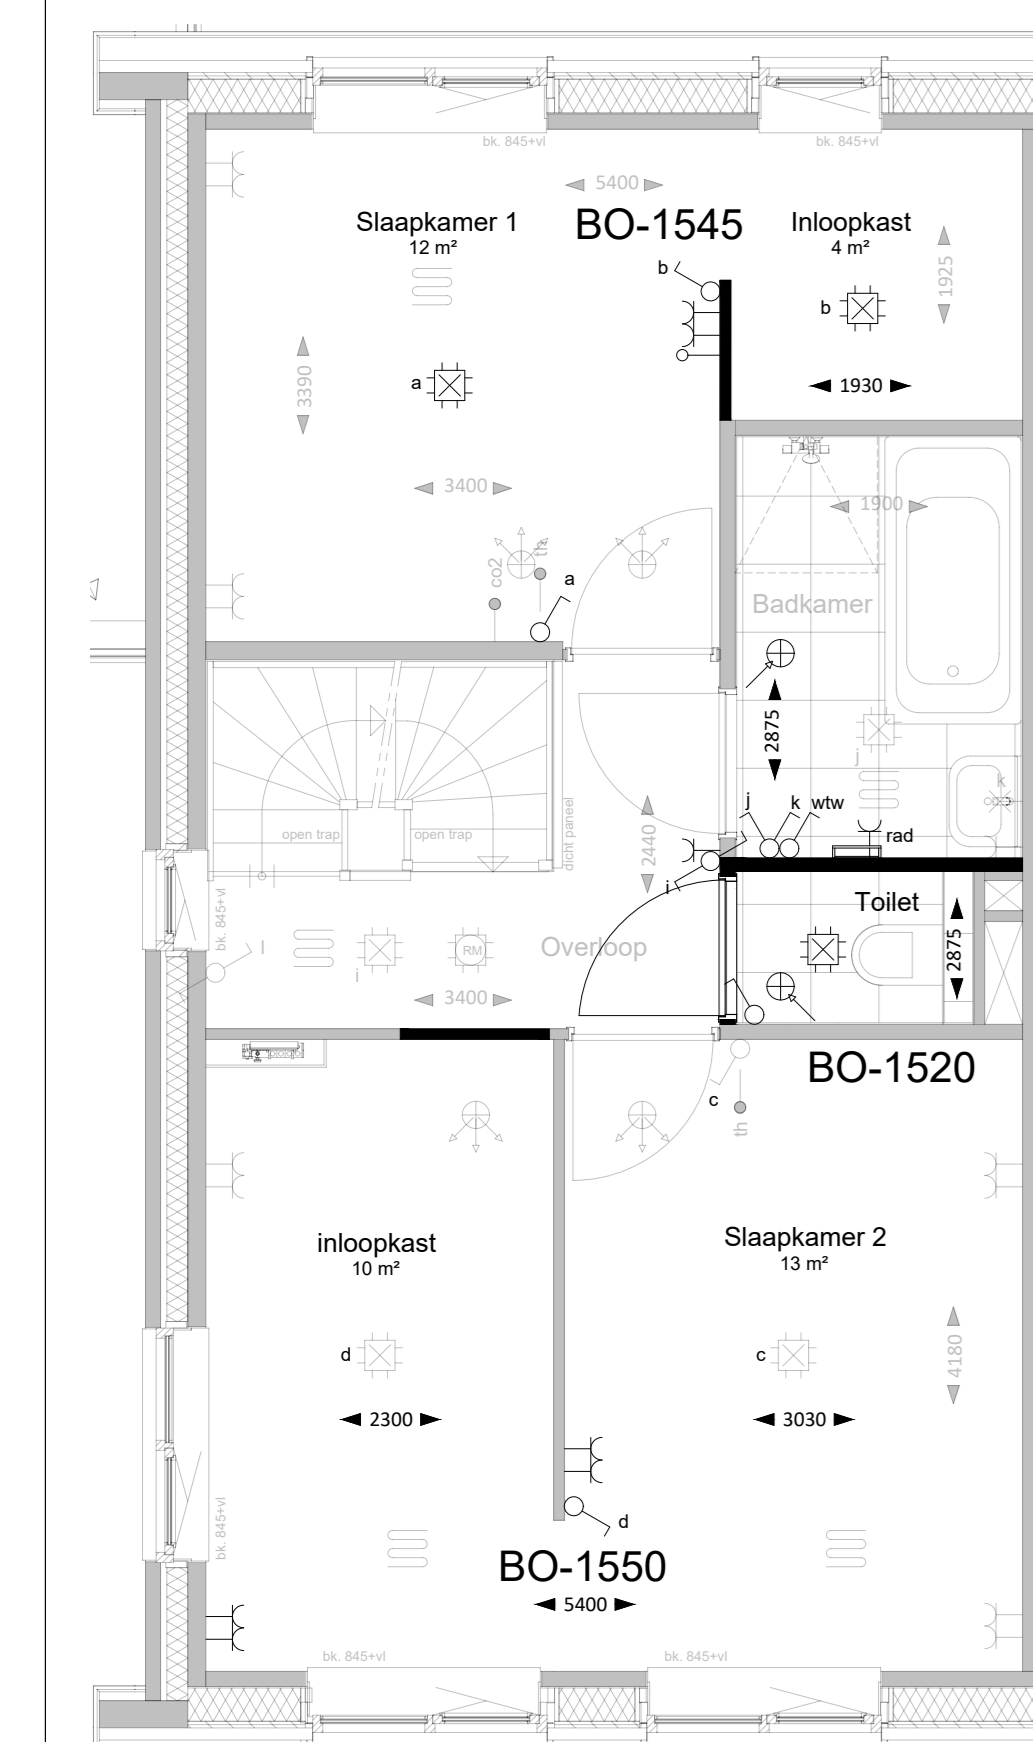 bk. 845+vl
bk. 845+vl
5400
Slaapkamer 1
12 m²
BO-1545
Inloopkast
4 m²
b
1925
b
a
3390
1930
3400
1900
co2
th
a
Badkamer
2875
j
k
j
k
wtw
rad
open trap
open trap
dicht paneel
2440
i
Toilet
bk. 845+vl
l
i
RM
Overloop
2875
3400
BO-1520
c
th
inloopkast
10 m²
Slaapkamer 2
13 m²
d
c
4180
2300
3030
bk. 845+vl
d
BO-1550
5400
bk. 845+vl
bk. 845+vl